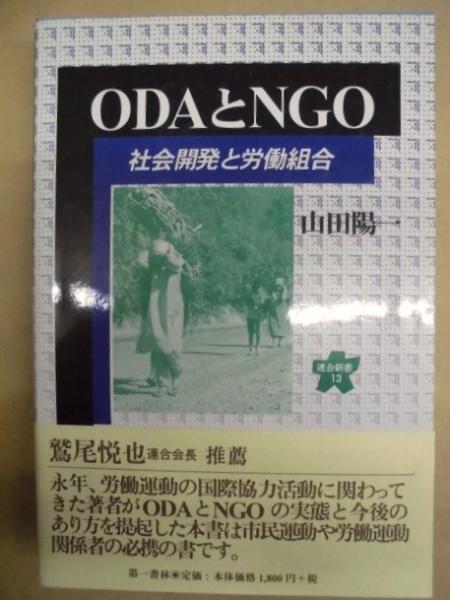 ODAとNGO
社会開発と労働組合
山田陽一
連合新書
13
鷲尾悦也連合会長 推薦
永年、労働運動の国際協力活動に関わって
きた著者がODAとNGOの実態と今後の
あり方を提起した本書は市民運動や労働運動
関係者の必携の書です。
第一書林❀定価：本体価格1,800円＋税